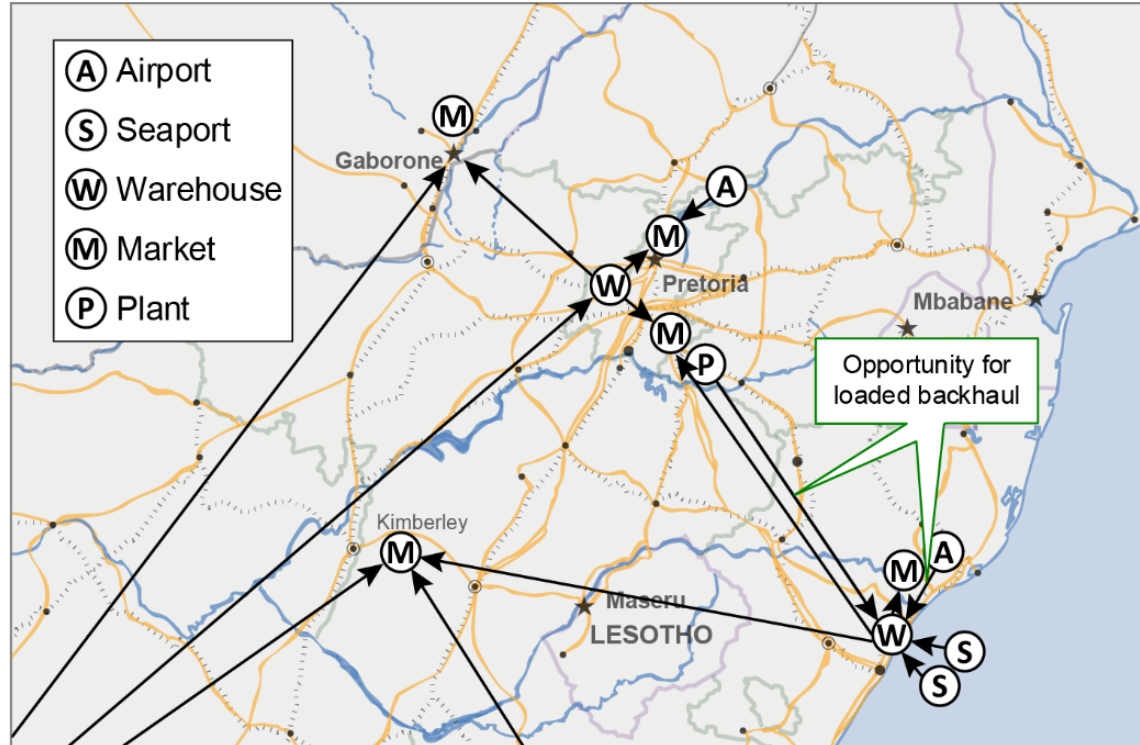 A Airport
S Seaport
W Warehouse
M Market
P Plant
M
Gaborone
A
M
W
Pretoria
Mbabane
M
P
Opportunity for
loaded backhaul
Kimberley
M
A
M
Maseru
LESOTHO
W
S
S